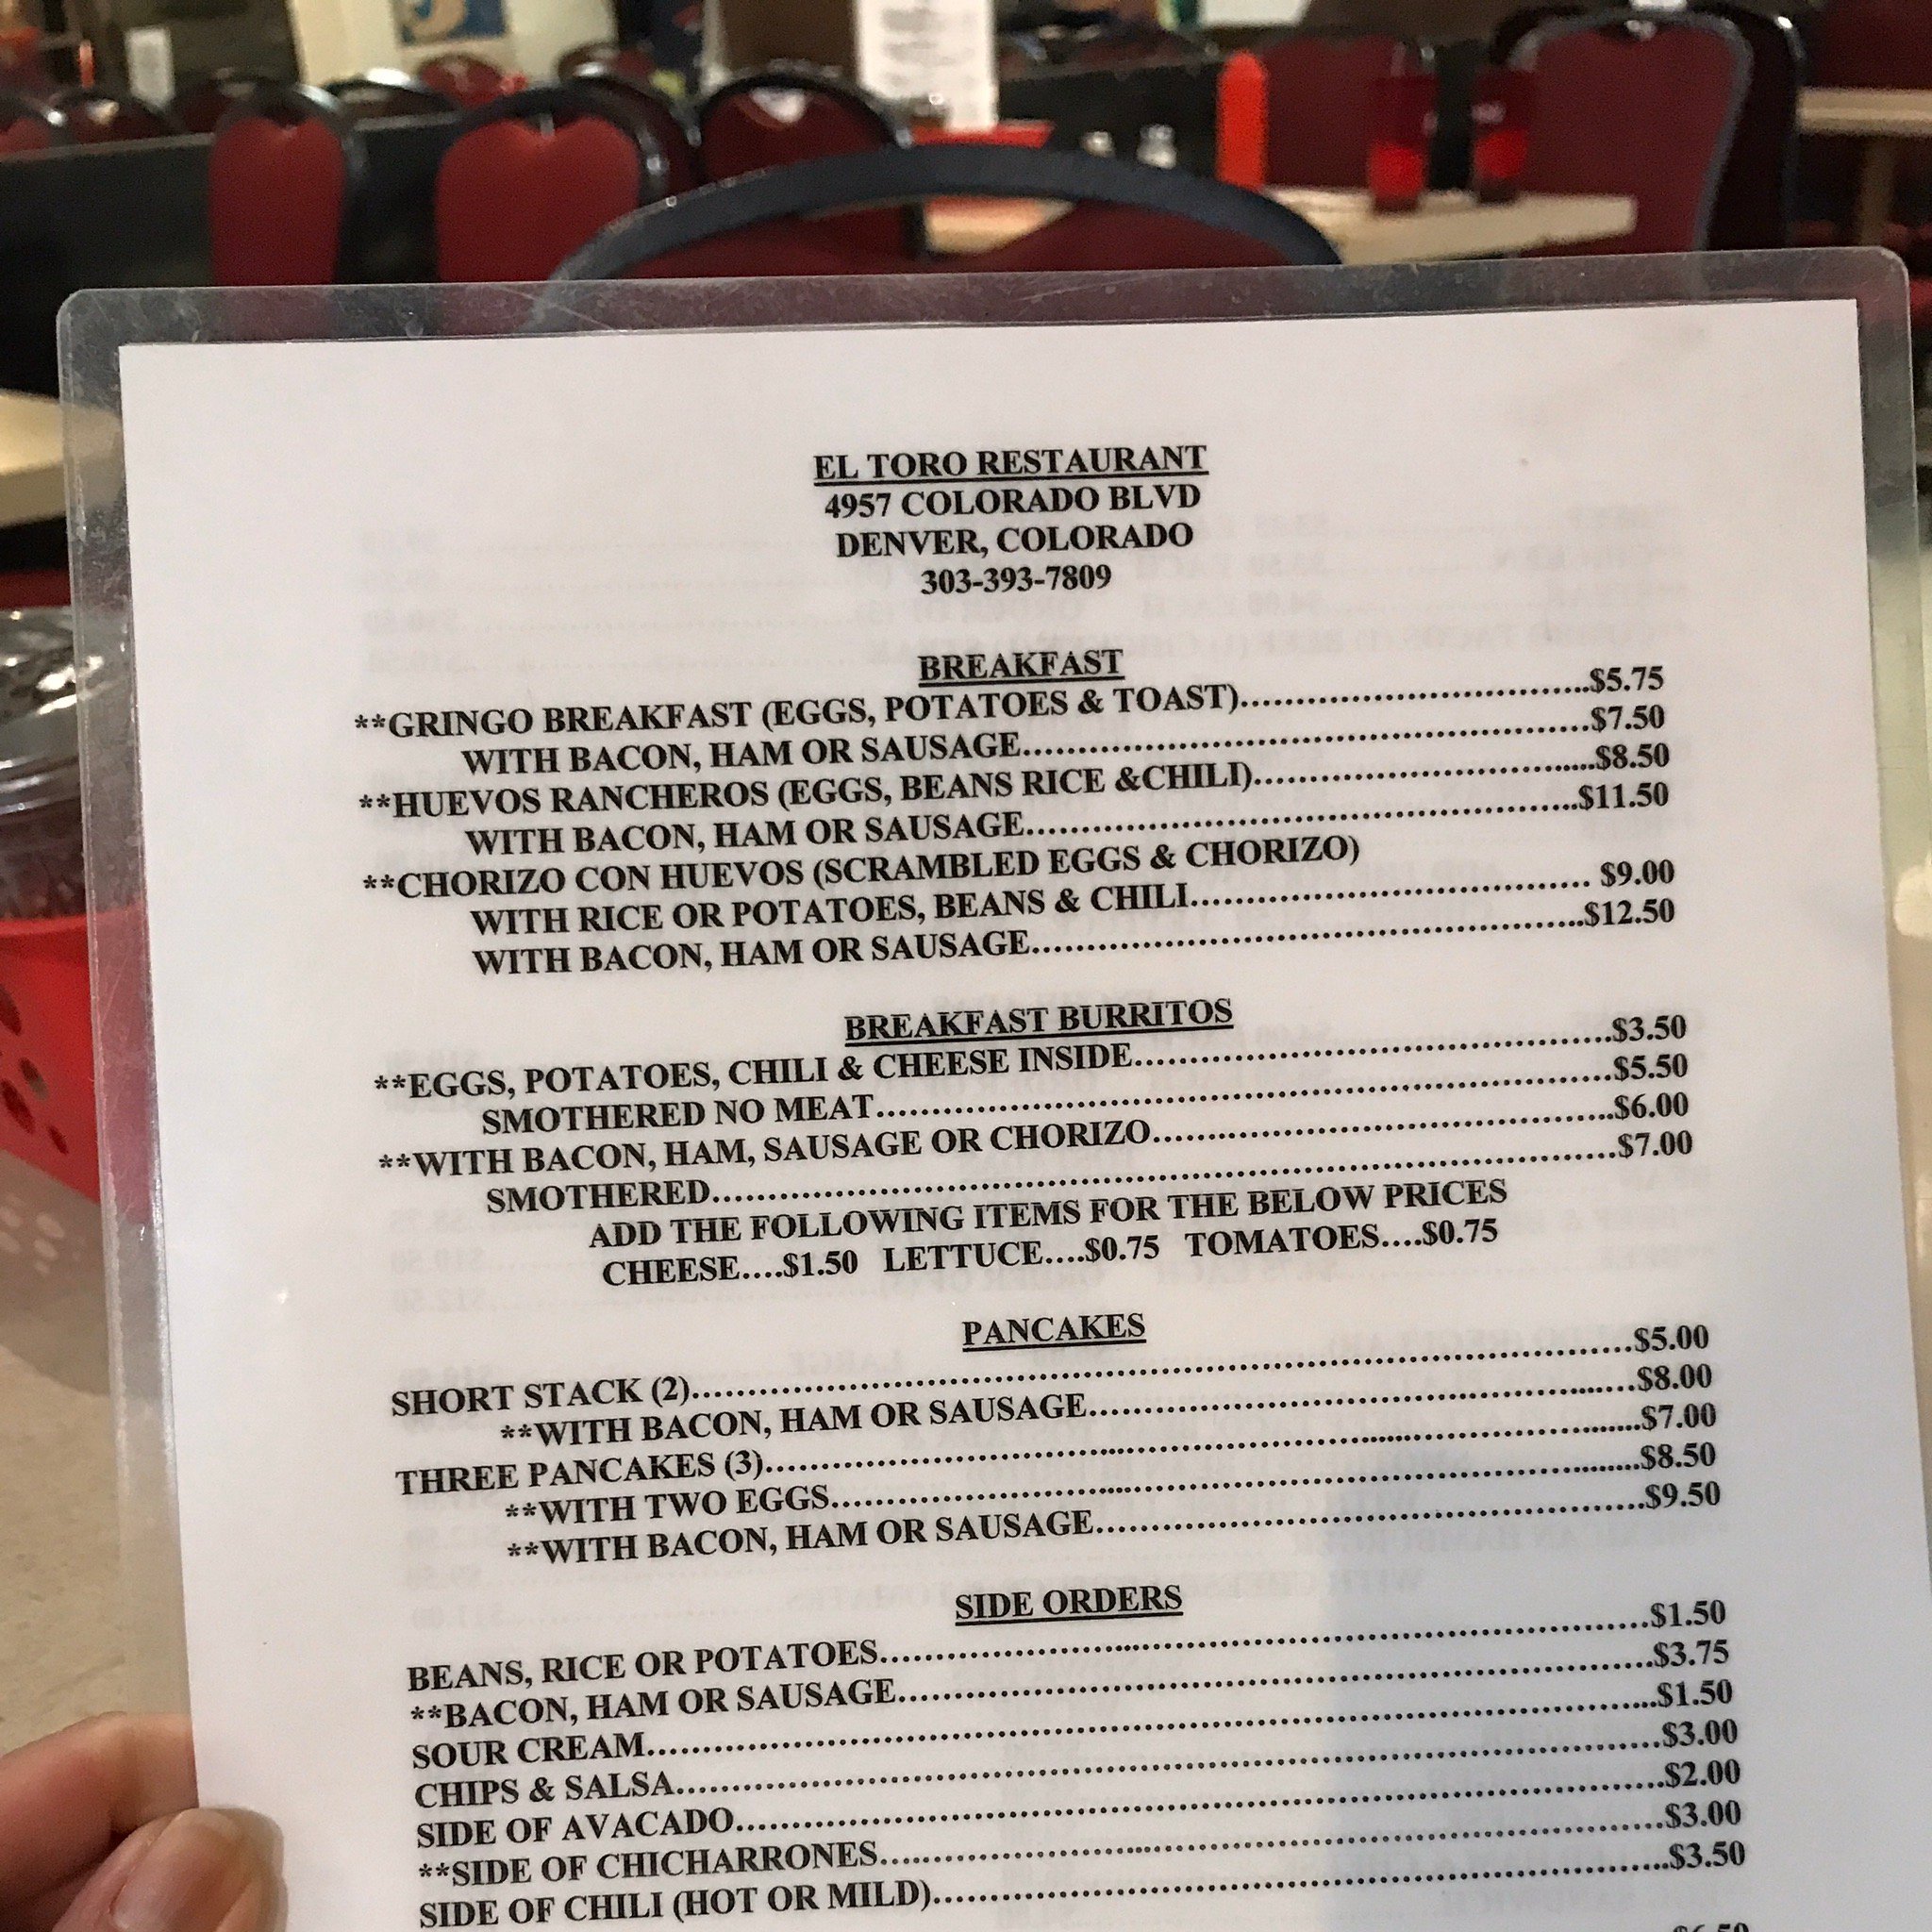 EL TORO RESTAURANT
4957 COLORADO BLVD
DENVER, COLORADO
303-393-7809
BREAKFAST
**GRINGO BREAKFAST (EGGS, POTATOES & TOAST)....................................$5.75
WITH BACON, HAM OR SAUSAGE....................................$7.50
**HUEVOS RANCHEROS (EGGS, BEANS RICE &CHILI)....................................$8.50
WITH BACON, HAM OR SAUSAGE....................................$11.50
**CHORIZO CON HUEVOS (SCRAMBLED EGGS & CHORIZO)
WITH RICE OR POTATOES, BEANS & CHILI.................................... $9.00
WITH BACON, HAM OR SAUSAGE....................................$12.50
BREAKFAST BURRITOS
**EGGS, POTATOES, CHILI & CHEESE INSIDE....................................$3.50
SMOTHERED NO MEAT....................................$5.50
**WITH BACON, HAM, SAUSAGE OR CHORIZO....................................$6.00
SMOTHERED....................................$7.00
ADD THE FOLLOWING ITEMS FOR THE BELOW PRICES
CHEESE....$1.50 LETTUCE....$0.75 TOMATOES....$0.75
PANCAKES
SHORT STACK (2)....................................$5.00
**WITH BACON, HAM OR SAUSAGE....................................$8.00
THREE PANCAKES (3)....................................$7.00
**WITH TWO EGGS....................................$8.50
**WITH BACON, HAM OR SAUSAGE....................................$9.50
SIDE ORDERS
BEANS, RICE OR POTATOES....................................$1.50
**BACON, HAM OR SAUSAGE....................................$3.75
SOUR CREAM....................................$1.50
CHIPS & SALSA....................................$3.00
SIDE OF AVACADO....................................$2.00
**SIDE OF CHICHARRONES....................................$3.00
SIDE OF CHILI (HOT OR MILD)....................................$3.50